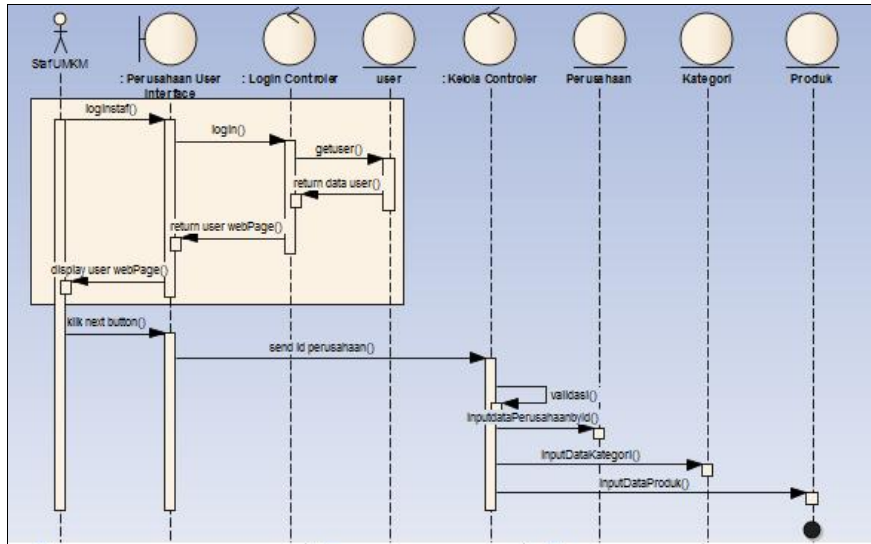 StafUMKM
: Perusahaan User
Interface
: Login Controler
user
: Kelola Controler
Perusahaan
Kategori
Produk
loginstaf()
login()
getuser()
return data user()
return user webPage()
display user webPage()
klik next button()
send id perusahaan()
validasi()
inputdataPerusahaanbyid()
inputDataKategori()
inputDataProduk()